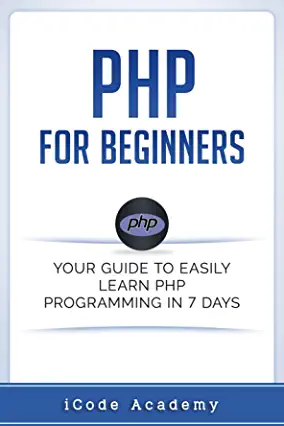 PHP
FOR BEGINNERS
php
YOUR GUIDE TO EASILY
LEARN PHP
PROGRAMMING IN 7 DAYS
iCode Academy